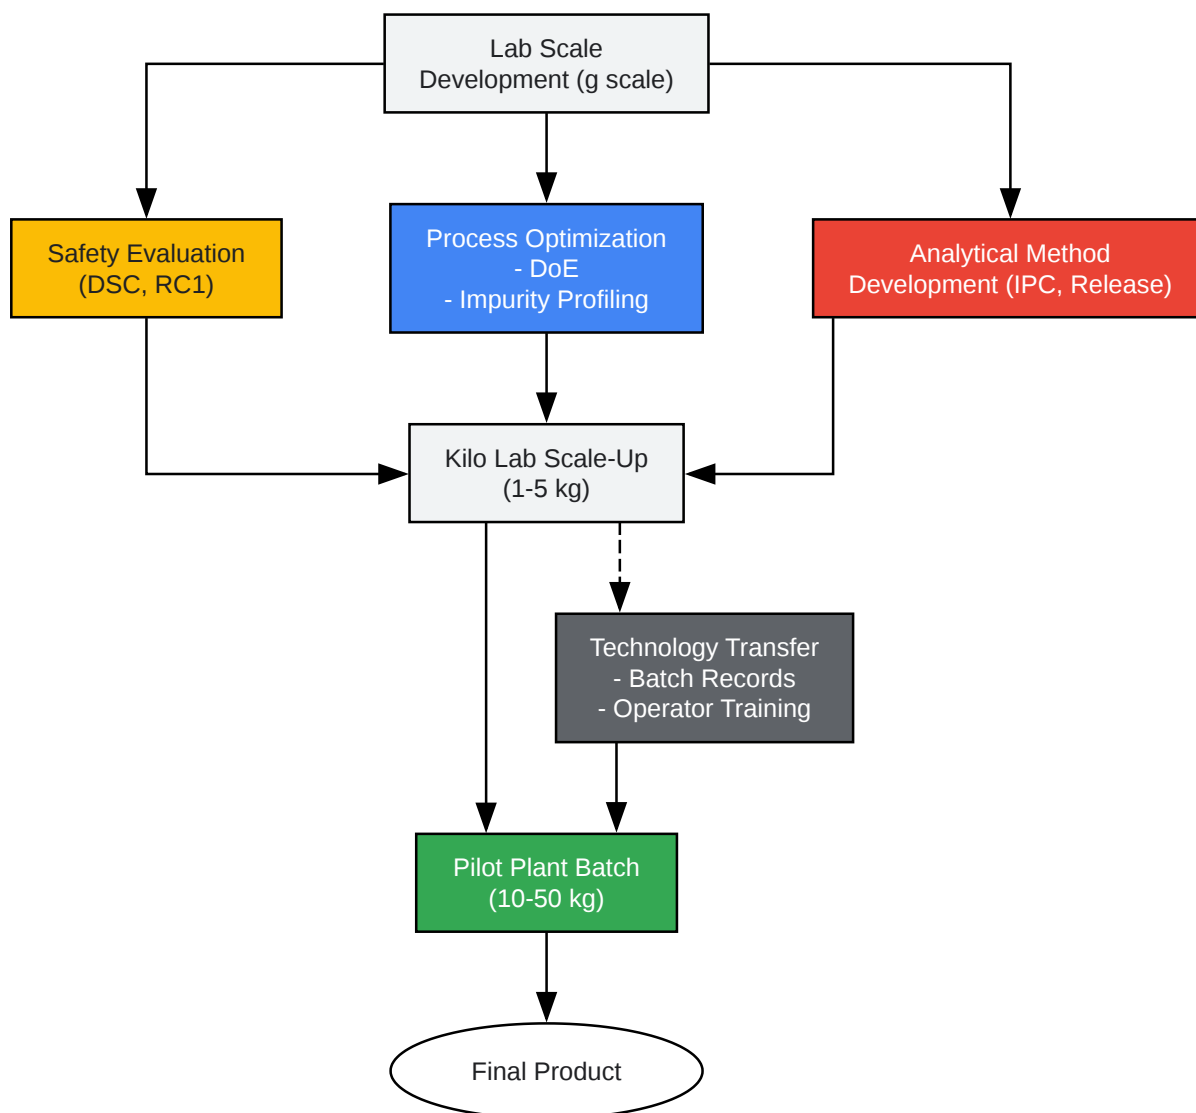 Lab Scale
Development (g scale)
Safety Evaluation
(DSC, RC1)
Process Optimization
- DoE
- Impurity Profiling
Analytical Method
Development (IPC, Release)
Kilo Lab Scale-Up
(1-5 kg)
Technology Transfer
- Batch Records
- Operator Training
Pilot Plant Batch
(10-50 kg)
Final Product